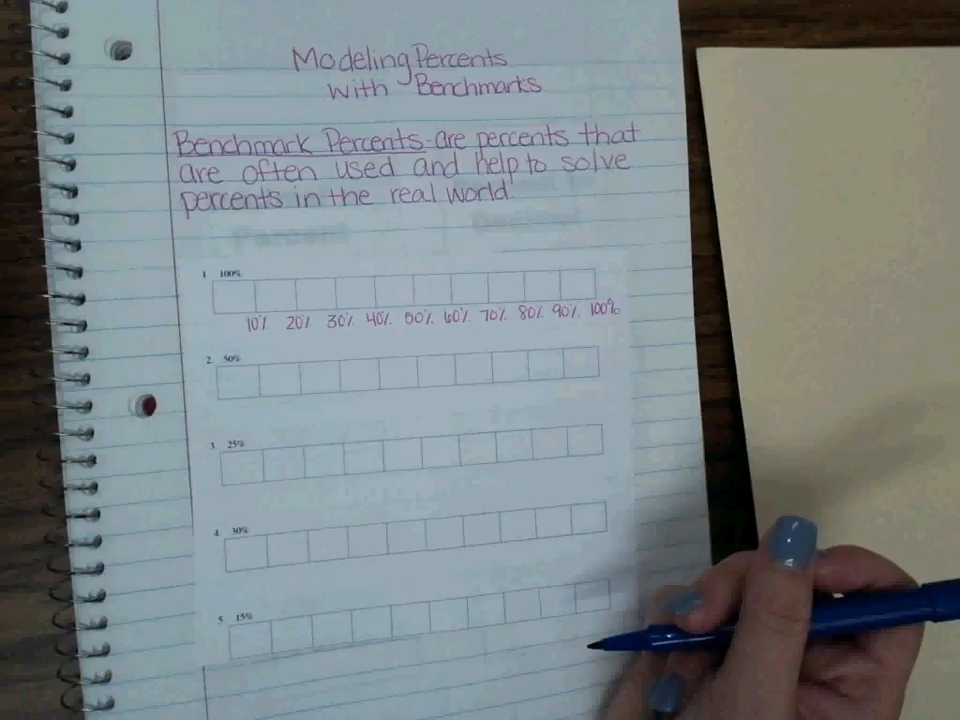 Modeling Percents
with Benchmarks
Benchmark Percents-are percents that
are often used and help to solve
percents in the real world!
1. 100%
10% 20% 30% 40% 50% 60% 70% 80% 90% 100%
2. 50%
3. 25%
4. 30%
5. 15%